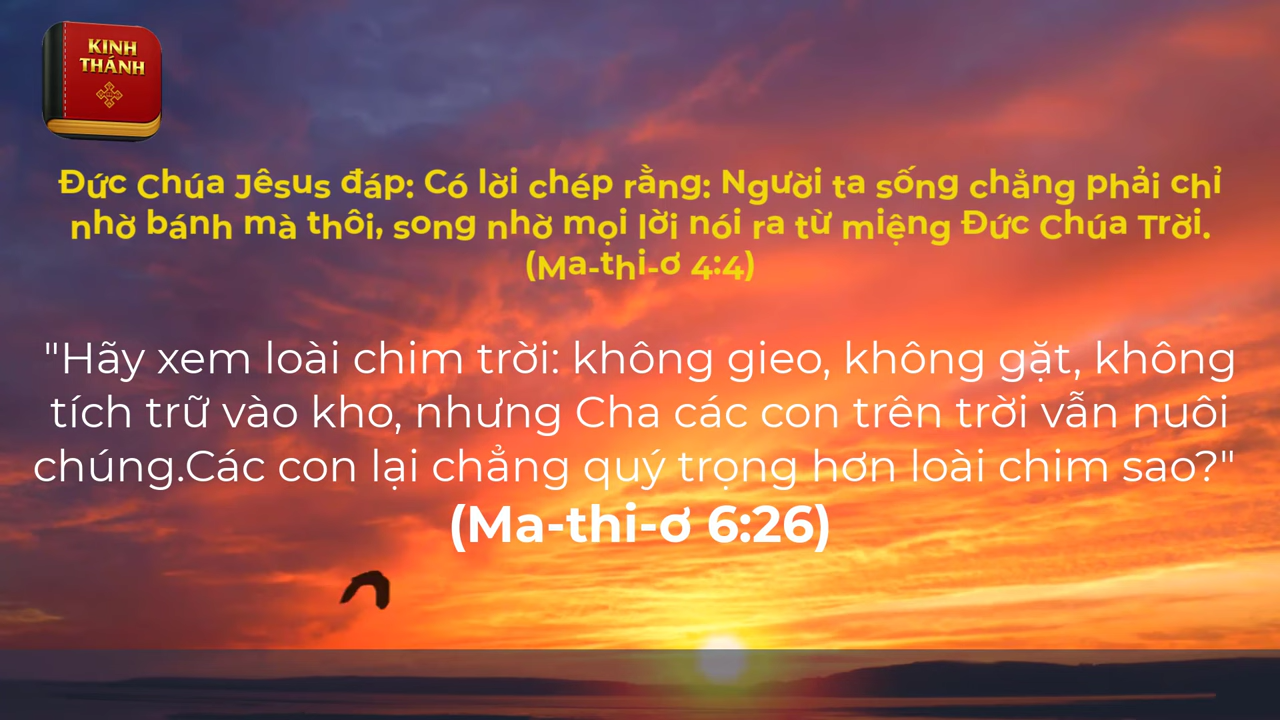 KINH
THÁNH
Đức Chúa Jêsus đáp: Có lời chép rằng: Người ta sống chẳng phải chỉ
nhờ bánh mà thôi, song nhờ mọi lời nói ra từ miệng Đức Chúa Trời.
(Ma-thi-ơ 4:4)
"Hãy xem loài chim trời: không gieo, không gặt, không
tích trữ vào kho, nhưng Cha các con trên trời vẫn nuôi
chúng.Các con lại chẳng quý trọng hơn loài chim sao?"
(Ma-thi-ơ 6:26)